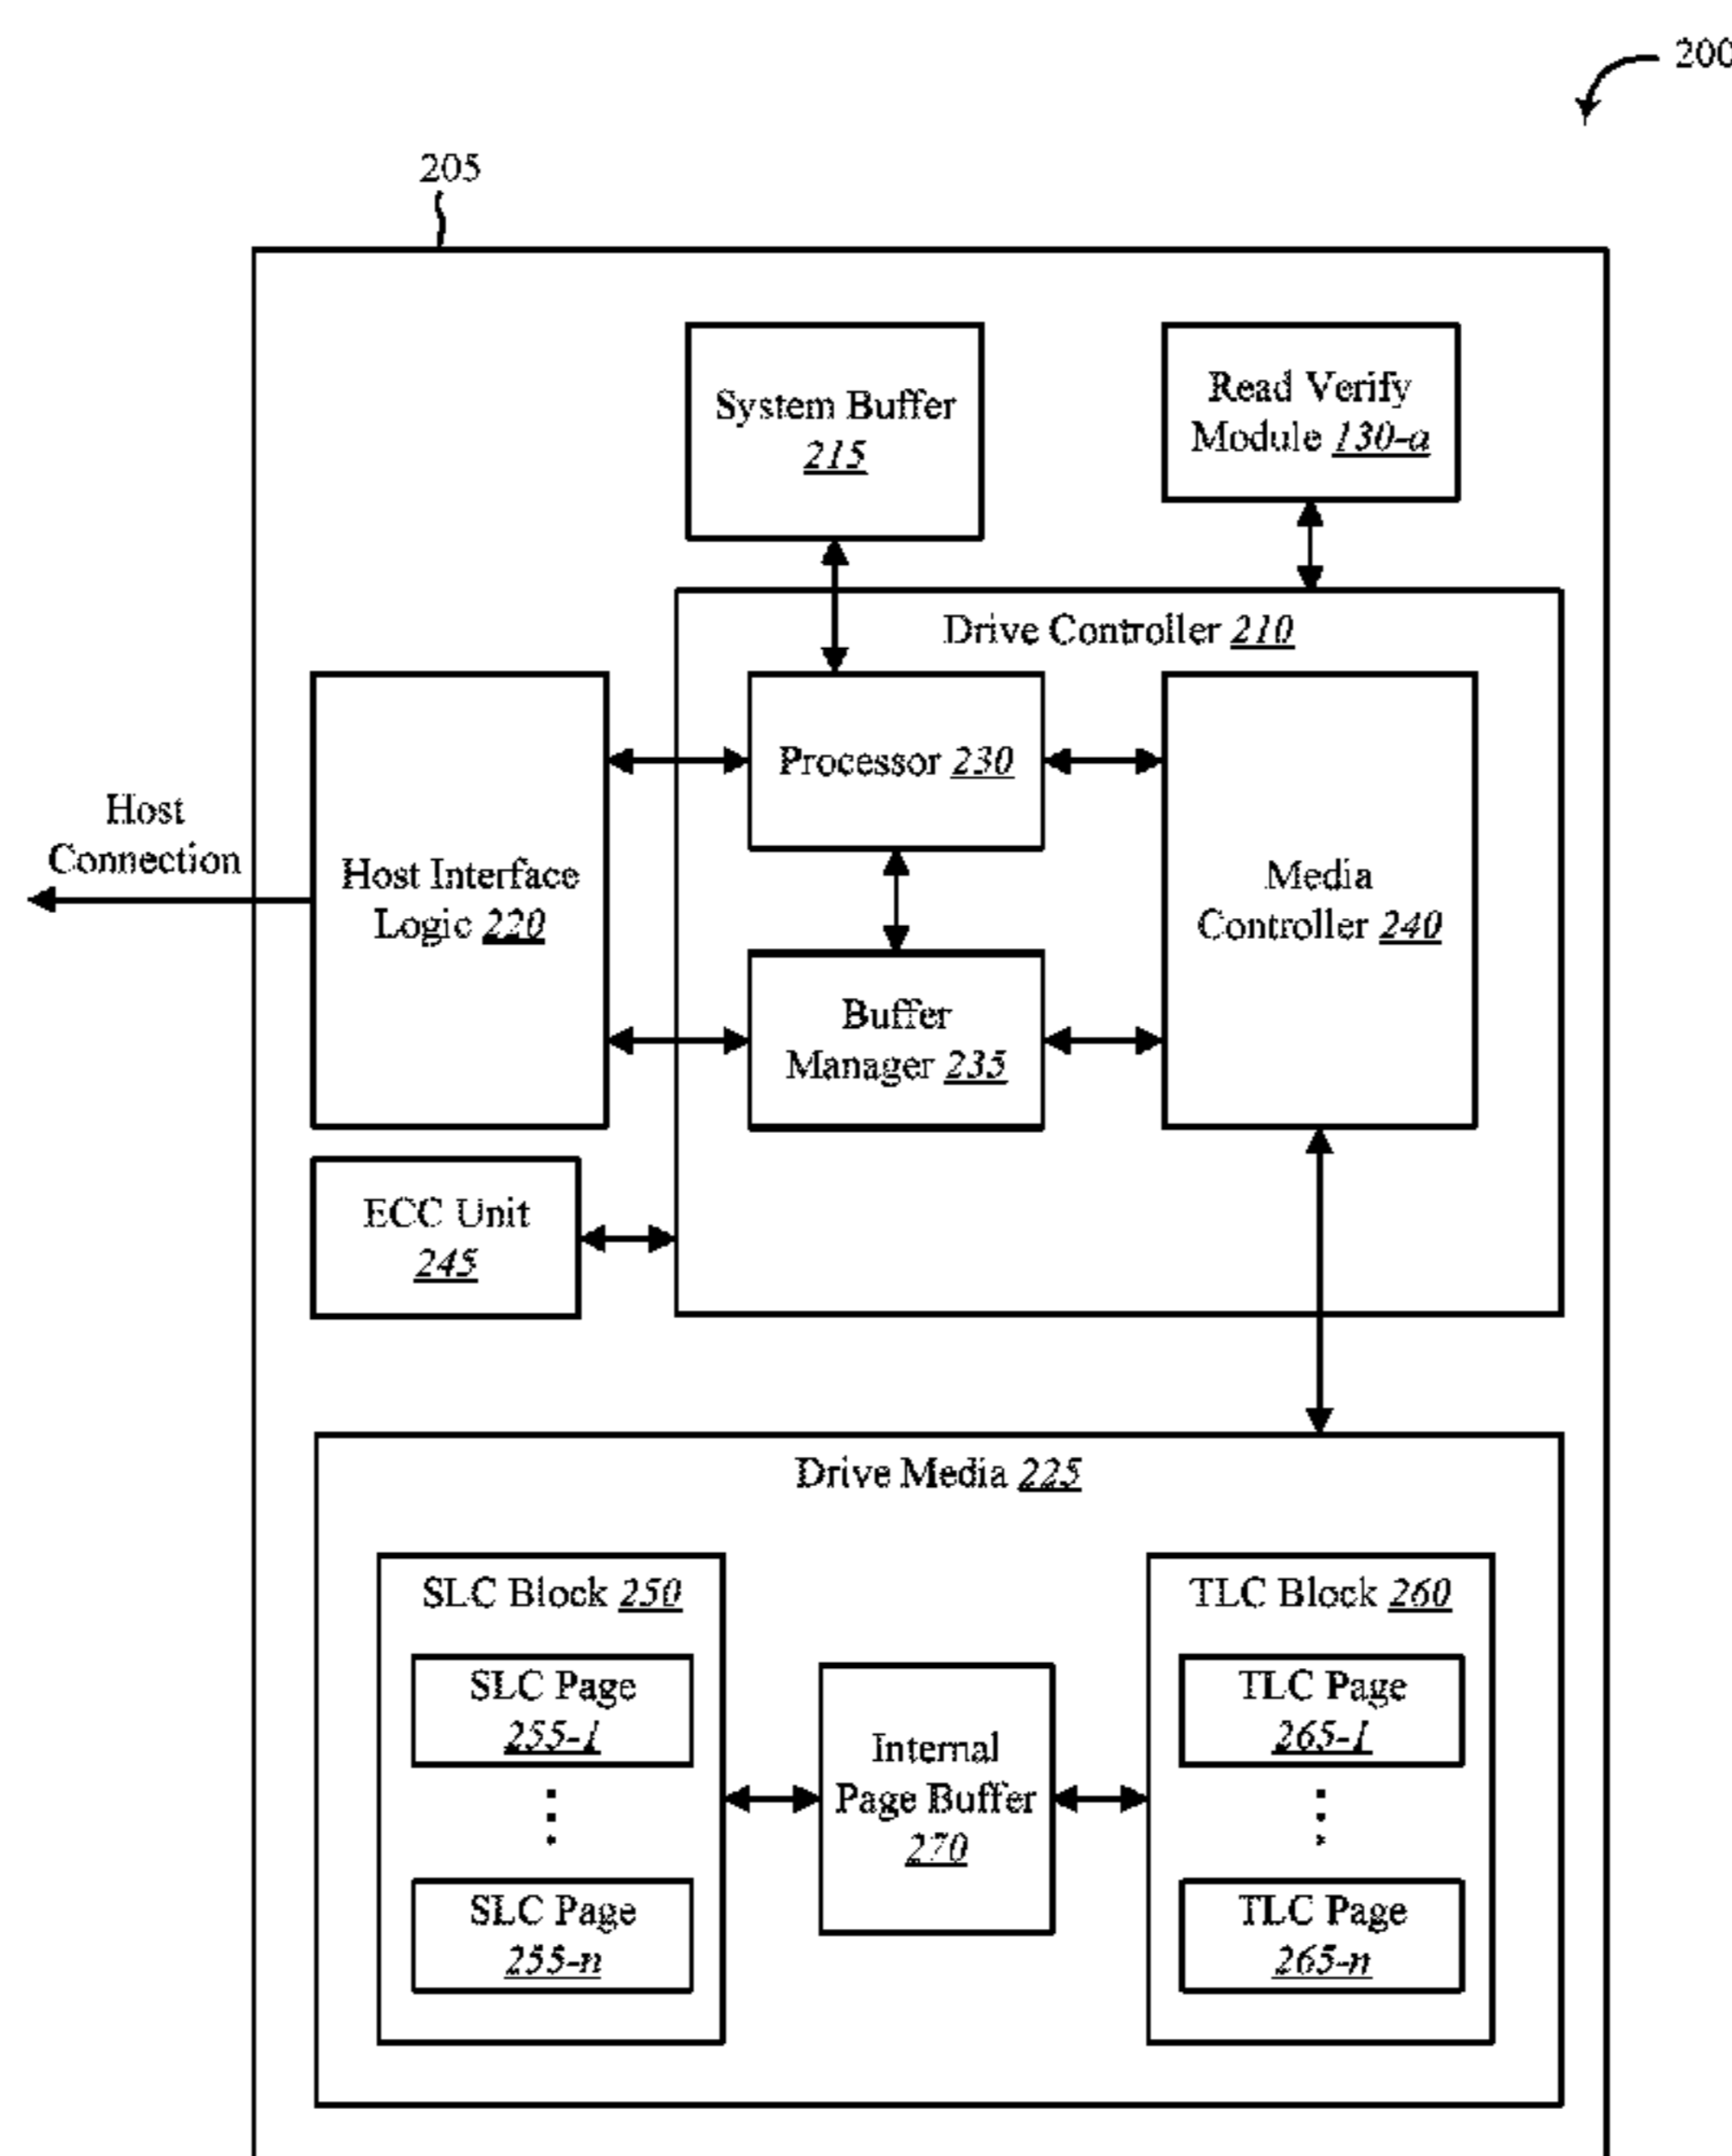 200
205
System Buffer
215
Read Verify
Module 130-a
Drive Controller 210
Processor 230
Host
Connection
Host Interface
Logic 220
Media
Controller 240
Buffer
Manager 235
ECC Unit
245
Drive Media 225
SLC Block 250
SLC Page
255-1
SLC Page
255-n
Internal
Page Buffer
270
TLC Block 260
TLC Page
265-1
TLC Page
265-n